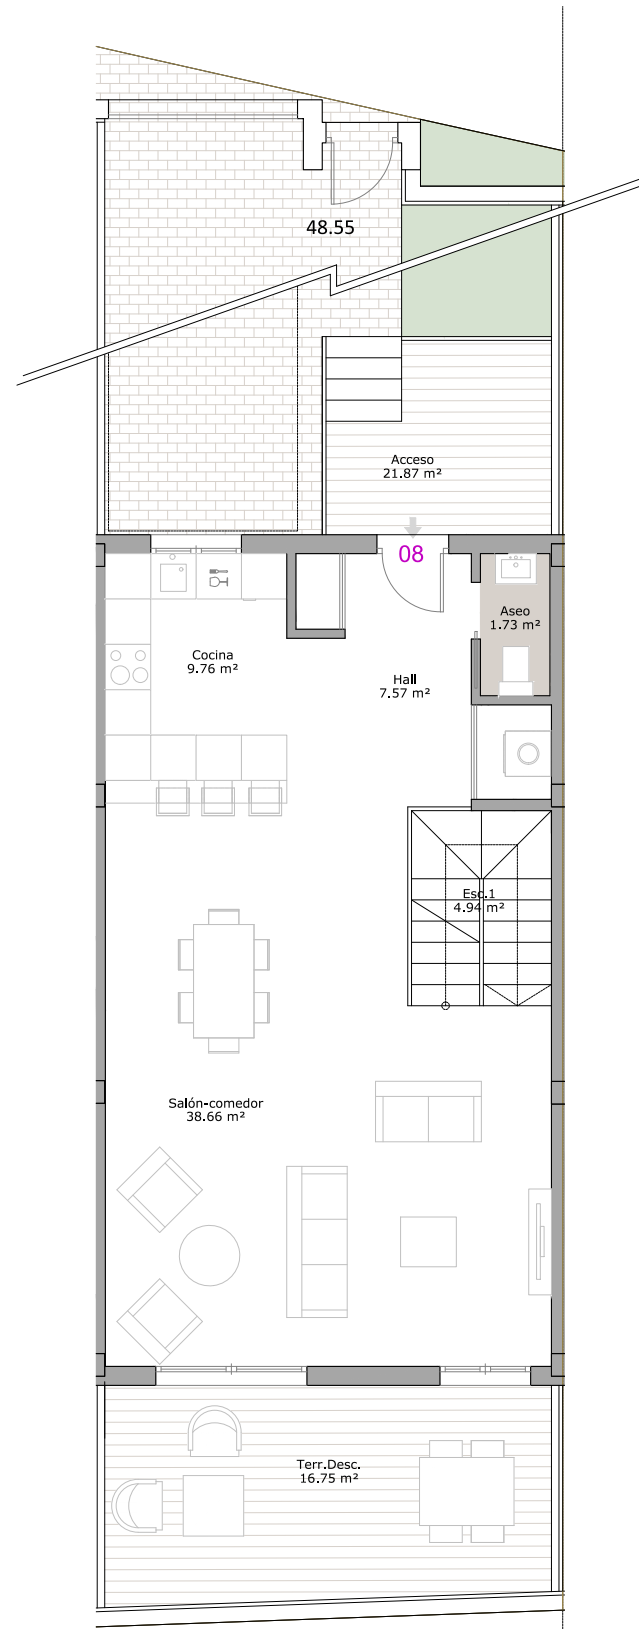 48.55
Acceso
21.87 m²
08
Aseo
1.73 m²
Cocina
9.76 m²
Hall
7.57 m²
Esc.1
4.94 m²
Salón-comedor
38.66 m²
Terr.Desc.
16.75 m²